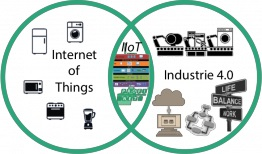 IIoT
Internet
of
Things
Industrie 4.0
LIFE
BALANCE
WORK